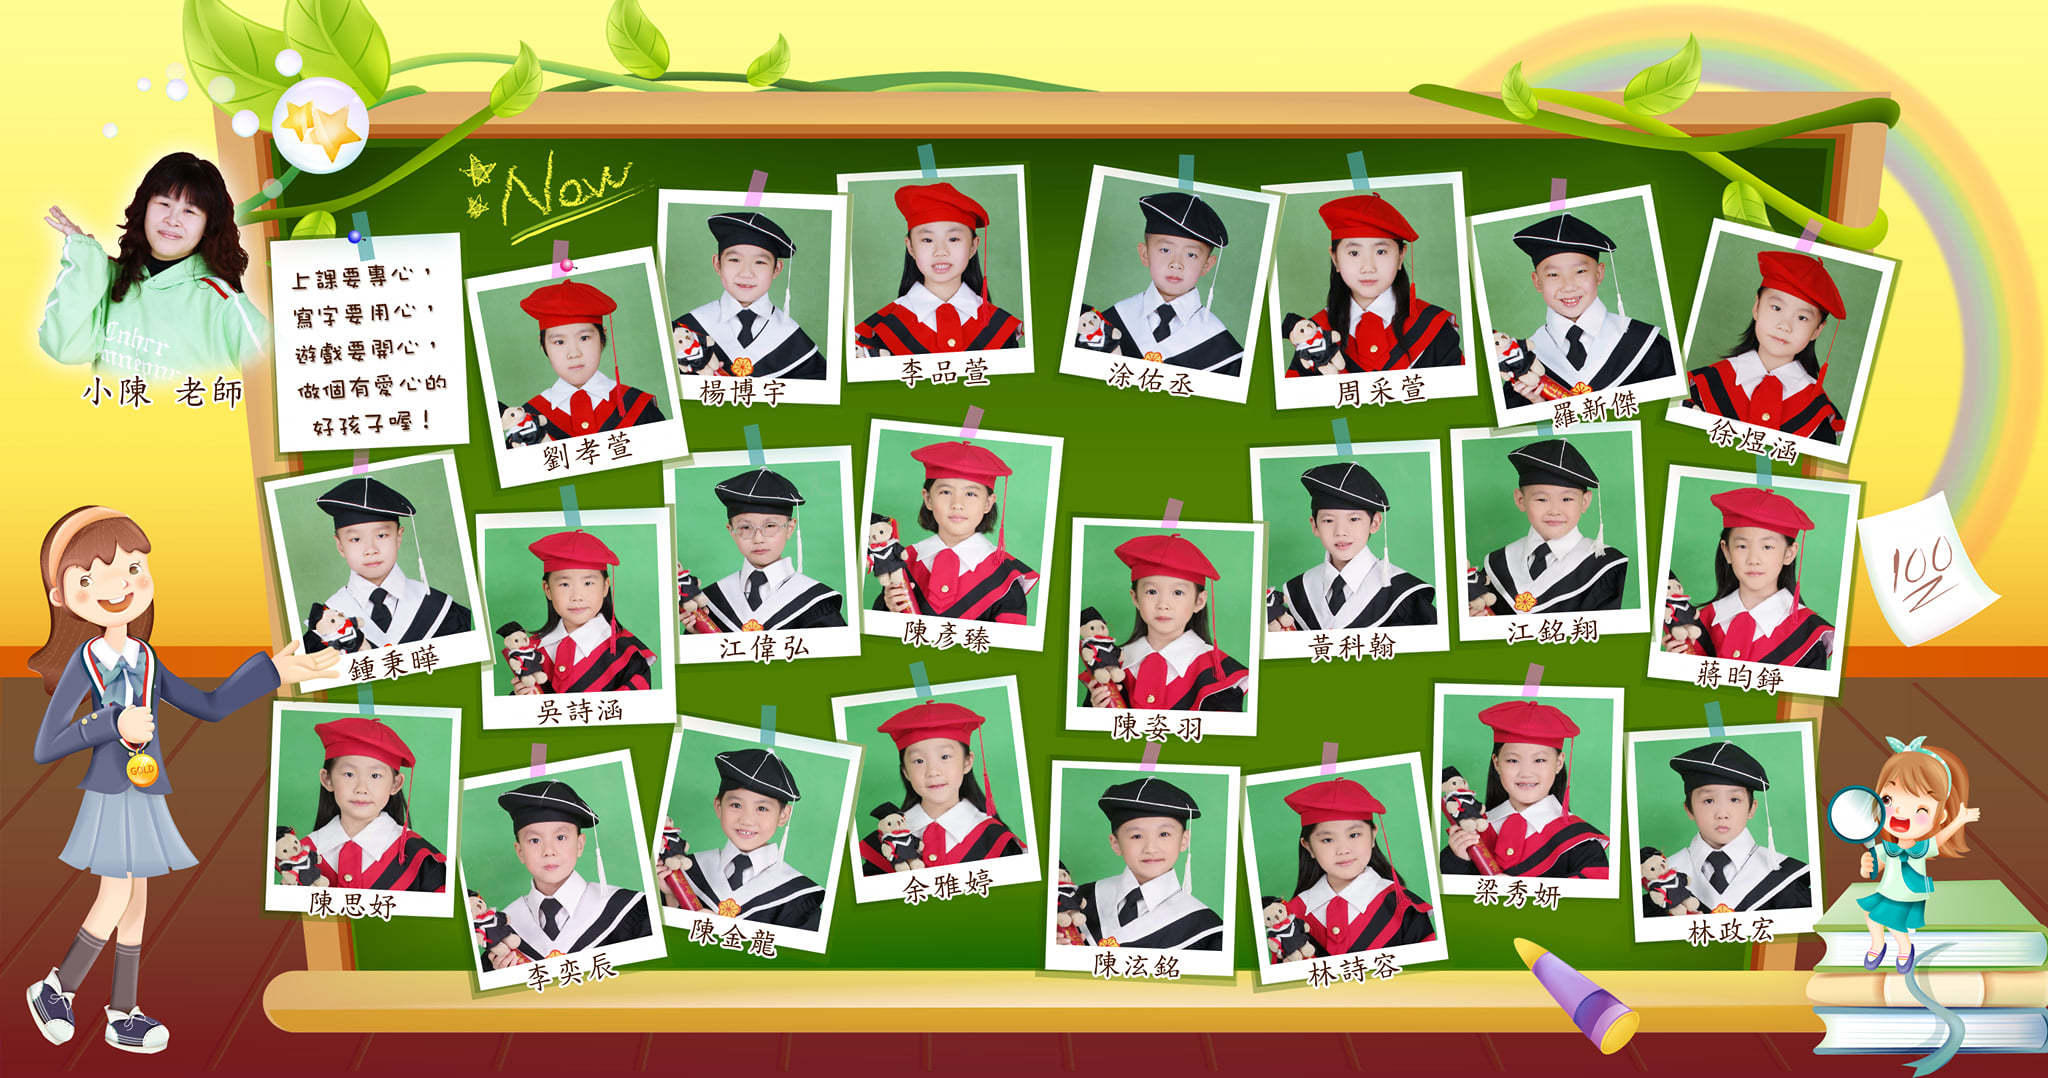 Now
上課要專心，
寫字要用心，
遊戲要開心，
做個有愛心的
好孩子喔！
小陳 老師
劉孝萱
楊博宇
李品萱
涂佑丞
周采萱
羅新傑
徐煜涵
鍾秉曄
吳詩涵
江偉弘
陳彥臻
陳姿羽
黃科翰
江銘翔
蔣昀錚
陳思妤
李奕辰
陳金龍
余雅婷
陳泫銘
林詩容
梁秀妍
林政宏
100
GOLD